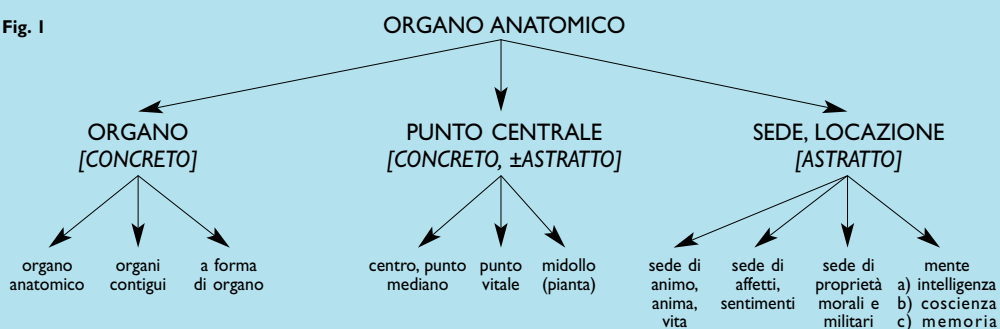 Fig. 1
ORGANO ANATOMICO
ORGANO
[CONCRETO]
PUNTO CENTRALE
[CONCRETO, ±ASTRATTO]
SEDE, LOCAZIONE
[ASTRATTO]
organo
anatomico
organi
contigui
a forma
di organo
centro, punto
mediano
punto
vitale
midollo
(pianta)
sede di
animo,
anima,
vita
sede di
affetti,
sentimenti
sede di
proprietà
morali e
militari
mente
a) intelligenza
b) coscienza
c) memoria